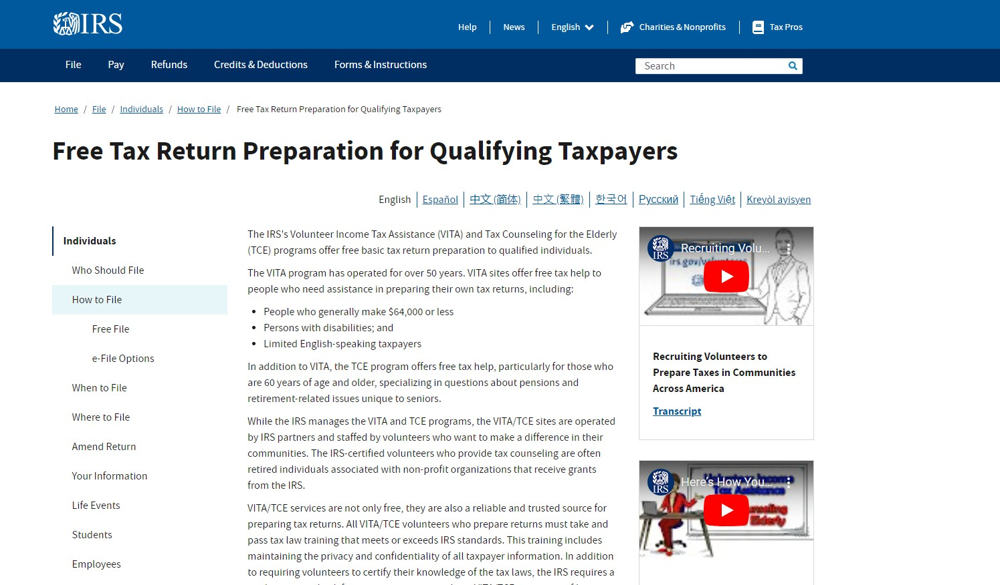 IRS
Help
News
English
Charities & Nonprofits
Tax Pros
File
Pay
Refunds
Credits & Deductions
Forms & Instructions
Search
Home / File / Individuals / How to File / Free Tax Return Preparation for Qualifying Taxpayers
Free Tax Return Preparation for Qualifying Taxpayers
English | Español | 中文 (简体) | 中文 (繁體) | 한국어 | Русский | Tiếng Việt | Kreyòl ayisyen
Individuals
Who Should File
How to File
Free File
e-File Options
When to File
Where to File
Amend Return
Your Information
Life Events
Students
Employees
The IRS's Volunteer Income Tax Assistance (VITA) and Tax Counseling for the Elderly
(TCE) programs offer free basic tax return preparation to qualified individuals.
The VITA program has operated for over 50 years. VITA sites offer free tax help to
people who need assistance in preparing their own tax returns, including:
• People who generally make $64,000 or less
• Persons with disabilities; and
• Limited English-speaking taxpayers
In addition to VITA, the TCE program offers free tax help, particularly for those who
are 60 years of age and older, specializing in questions about pensions and
retirement-related issues unique to seniors.
While the IRS manages the VITA and TCE programs, the VITA/TCE sites are operated
by IRS partners and staffed by volunteers who want to make a difference in their
communities. The IRS-certified volunteers who provide tax counseling are often
retired individuals associated with non-profit organizations that receive grants
from the IRS.
VITA/TCE services are not only free, they are also a reliable and trusted source for
preparing tax returns. All VITA/TCE volunteers who prepare returns must take and
pass tax law training that meets or exceeds IRS standards. This training includes
maintaining the privacy and confidentiality of all taxpayer information. In addition
to requiring volunteers to certify their knowledge of the tax laws, the IRS requires a
IRS
Recruiting Volu...
Recruiting Volunteers to
Prepare Taxes in Communities
Across America
Transcript
IRS
Here's How You...
Volunteer Income
Tax Assistance
Elderly